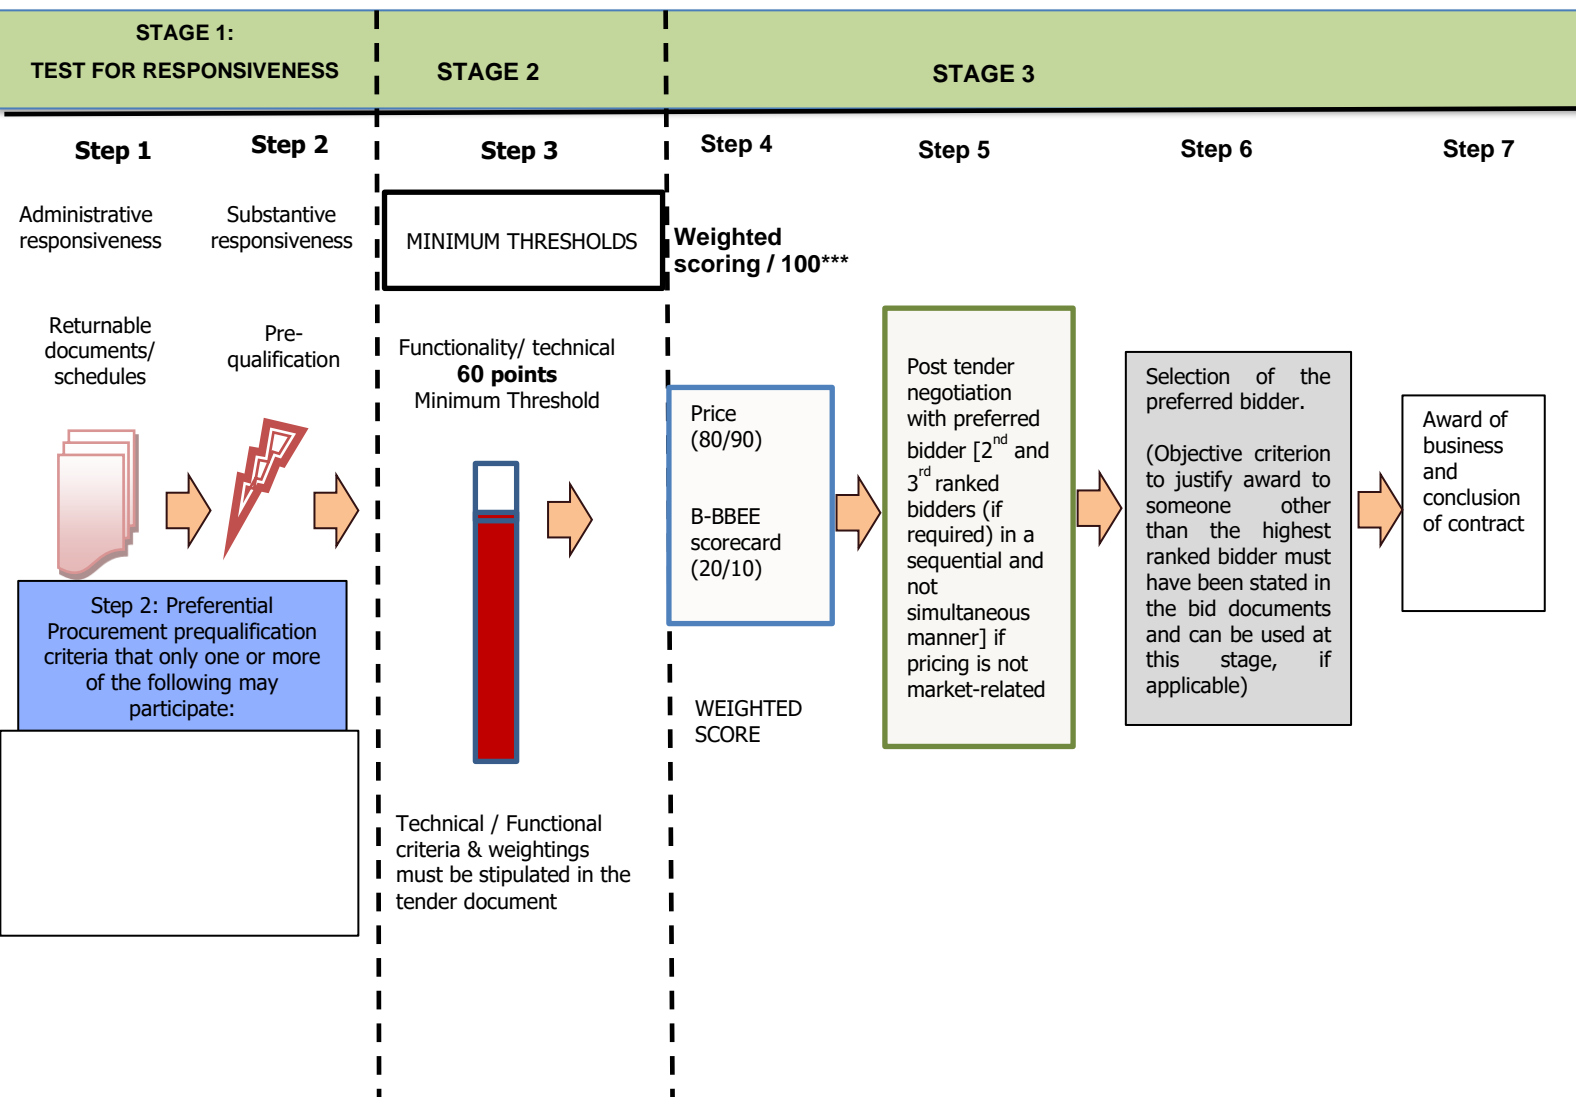 STAGE 1:
TEST FOR RESPONSIVENESS
STAGE 2
STAGE 3
Step 1
Step 2
Step 3
Step 4
Step 5
Step 6
Step 7
Administrative
responsiveness
Substantive
responsiveness
MINIMUM THRESHOLDS
Weighted
scoring / 100***
Returnable
documents/
schedules
Pre-
qualification
Functionality/ technical
60 points
Minimum Threshold
Price
(80/90)
B-BBEE
scorecard
(20/10)
Post tender
negotiation
with preferred
bidder [2nd and
3rd ranked
bidders (if
required) in a
sequential and
not
simultaneous
manner] if
pricing is not
market-related
Selection of the
preferred bidder.
(Objective criterion
to justify award to
someone other
than the highest
ranked bidder must
have been stated in
the bid documents
and can be used at
this stage, if
applicable)
Award of
business
and
conclusion
of contract
Step 2: Preferential
Procurement prequalification
criteria that only one or more
of the following may
participate:
WEIGHTED
SCORE
Technical / Functional
criteria & weightings
must be stipulated in the
tender document